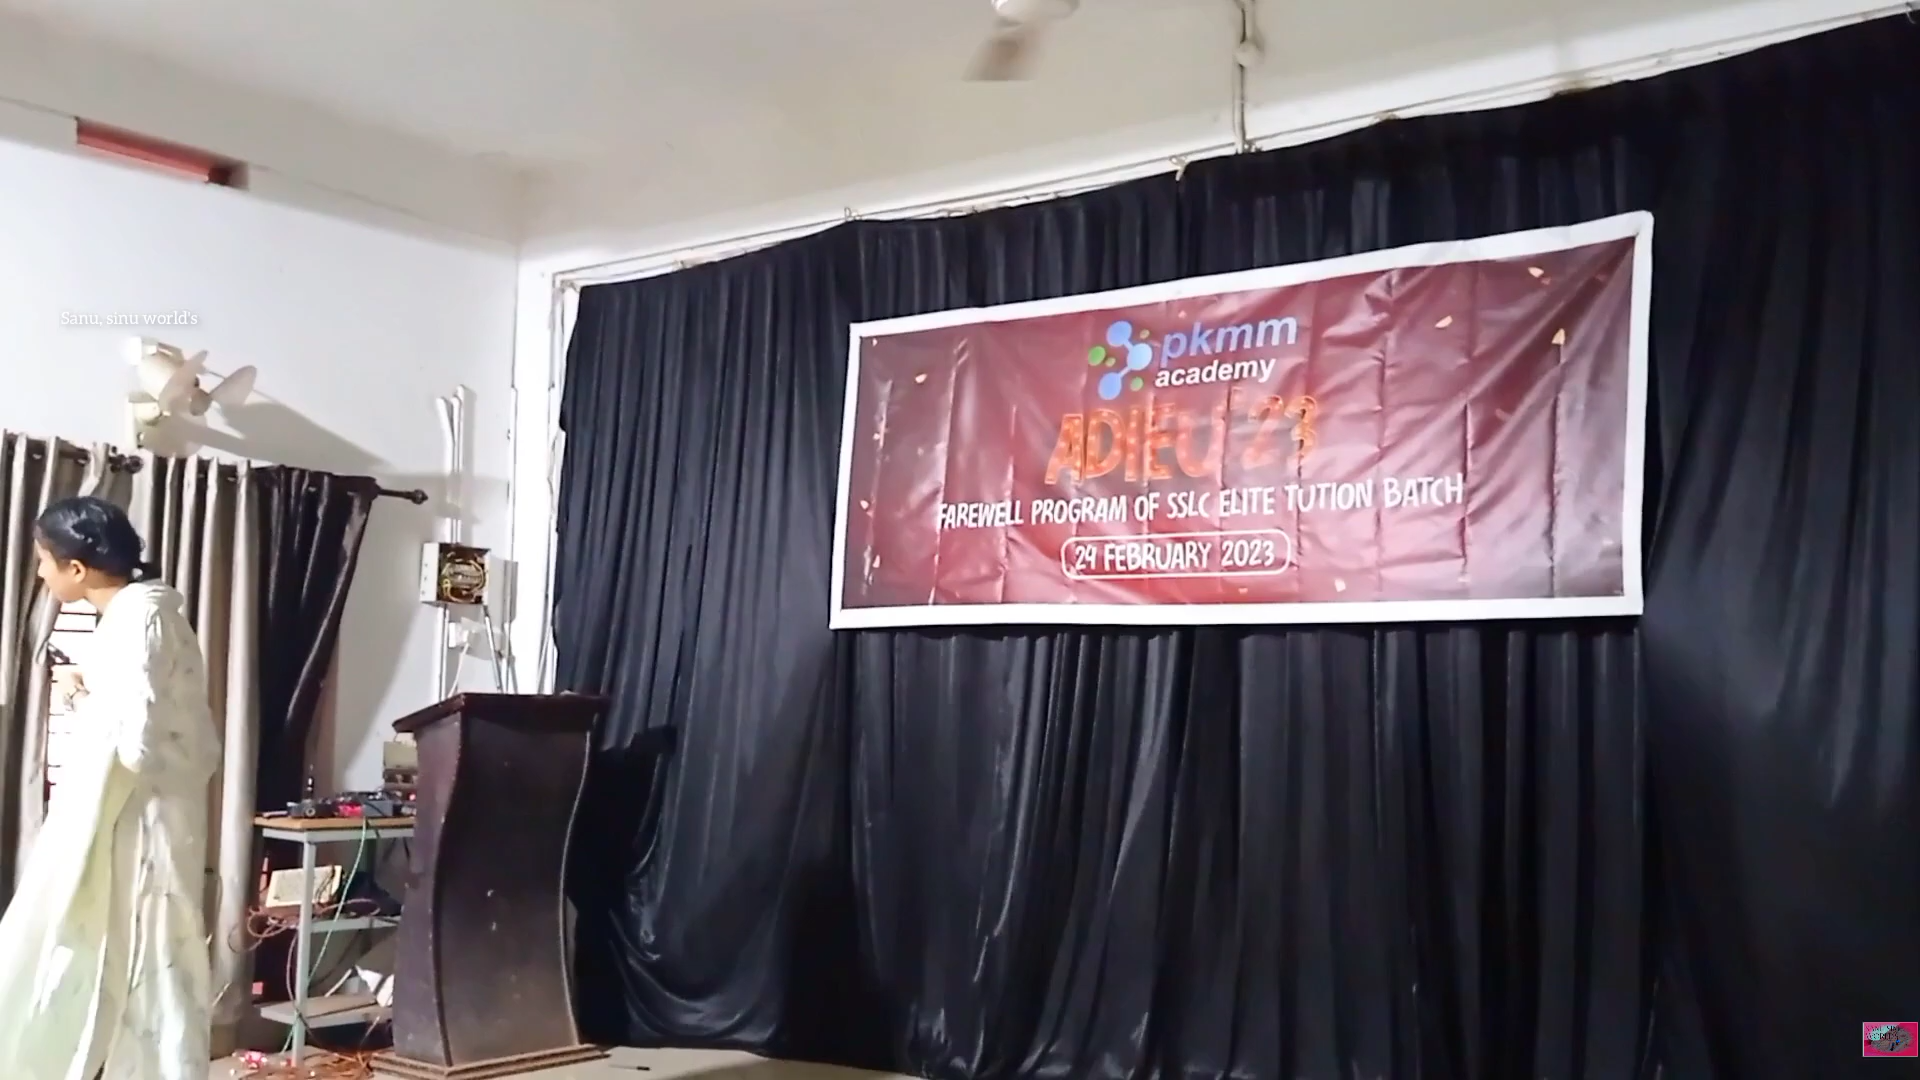 Sanu, sinu world's
pkmm
academy
ADIEU'23
FAREWELL PROGRAM OF SSLC ELITE TUTION BATCH
24 FEBRUARY 2023